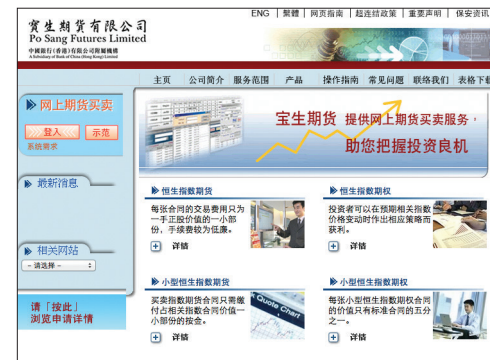 ENG | 繁體 | 网页指南 | 超连结政策 | 重要声明 | 保安资讯
寶生期貨有限公司
Po Sang Futures Limited
中國銀行(香港)有限公司附屬機構
A Subsidiary of Bank of China (Hong Kong) Limited
主页 公司简介 服务范围 产品 操作指南 常见问题 联络我们 表格下载
网上期货买卖
登入 示范
系统需求
宝生期货 提供网上期货买卖服务，
助您把握投资良机
最新消息
相关网站
- 请选择 -
请「按此」
浏览申请详情
恒生指数期货
每张合同的交易费用只为
一手正股价值的一小部
份，手续费较为低廉。
详情
恒生指数期权
投资者可以在预期相关指数
价格变动时作出相应策略而
获利。
详情
小型恒生指数期货
买卖指数期货合同只需缴
付占相关指数合同价值一
小部份的按金。
Quote Chart
详情
小型恒生指数期权
每张小型恒生指数期权合同
的价值只有标准合同的五分
之一。
详情